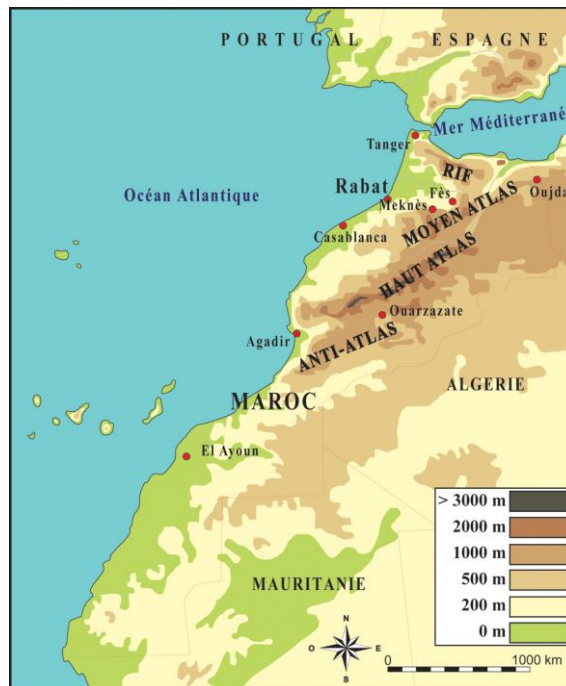 PORTUGAL
ESPAGNE
Mer Méditerrané
Tanger
RIF
Océan Atlantique
Rabat
Fès
Meknès
Oujda
MOYEN ATLAS
Casablanca
HAUT ATLAS
Ouarzazate
Agadir
ANTI-ATLAS
ALGERIE
MAROC
El Ayoun
> 3000 m
2000 m
1000 m
500 m
200 m
0 m
MAURITANIE
N
O E
S
0 1000 km